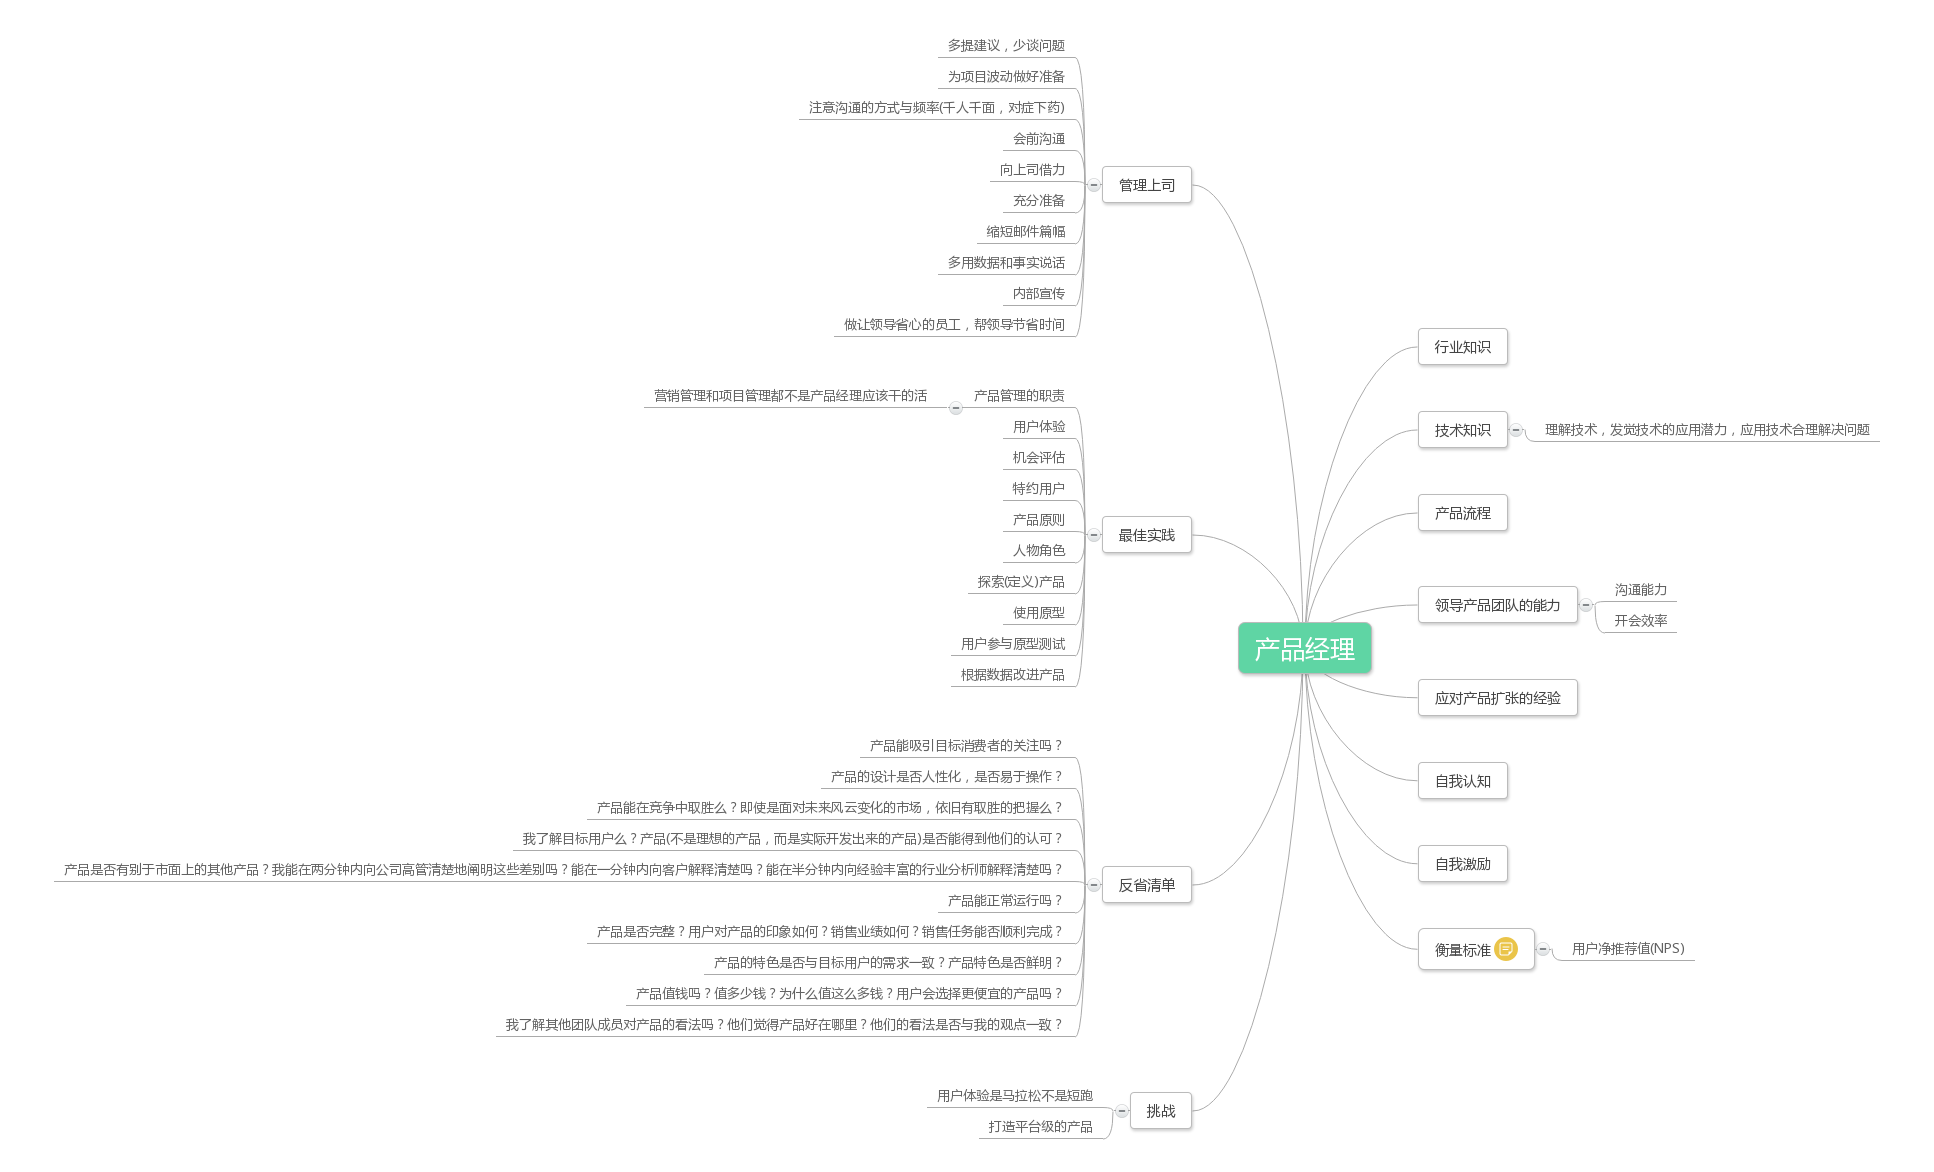 产品经理
管理上司
多提建议，少谈问题
为项目波动做好准备
注意沟通的方式与频率(千人千面，对症下药)
会前沟通
向上司借力
充分准备
缩短邮件篇幅
多用数据和事实说话
内部宣传
做让领导省心的员工，帮领导节省时间
最佳实践
产品管理的职责
营销管理和项目管理都不是产品经理应该干的活
用户体验
机会评估
特约用户
产品原则
人物角色
探索(定义)产品
使用原型
用户参与原型测试
根据数据改进产品
反省清单
产品能吸引目标消费者的关注吗？
产品的设计是否人性化，是否易于操作？
产品能在竞争中取胜么？即使是面对未来风云变化的市场，依旧有取胜的把握么？
我了解目标用户么？产品(不是理想的产品，而是实际开发出来的产品)是否能得到他们的认可？
产品是否有别于市面上的其他产品？我能在两分钟内向公司高管清楚地阐明这些差别吗？能在一分钟内向客户解释清楚吗？能在半分钟内向经验丰富的行业分析师解释清楚吗？
产品能正常运行吗？
产品是否完整？用户对产品的印象如何？销售业绩如何？销售任务能否顺利完成？
产品的特色是否与目标用户的需求一致？产品特色是否鲜明？
产品值钱吗？值多少钱？为什么值这么多钱？用户会选择更便宜的产品吗？
我了解其他团队成员对产品的看法吗？他们觉得产品好在哪里？他们的看法是否与我的观点一致？
挑战
用户体验是马拉松不是短跑
打造平台级的产品
行业知识
技术知识
理解技术，发觉技术的应用潜力，应用技术合理解决问题
产品流程
领导产品团队的能力
沟通能力
开会效率
应对产品扩张的经验
自我认知
自我激励
衡量标准
用户净推荐值(NPS)